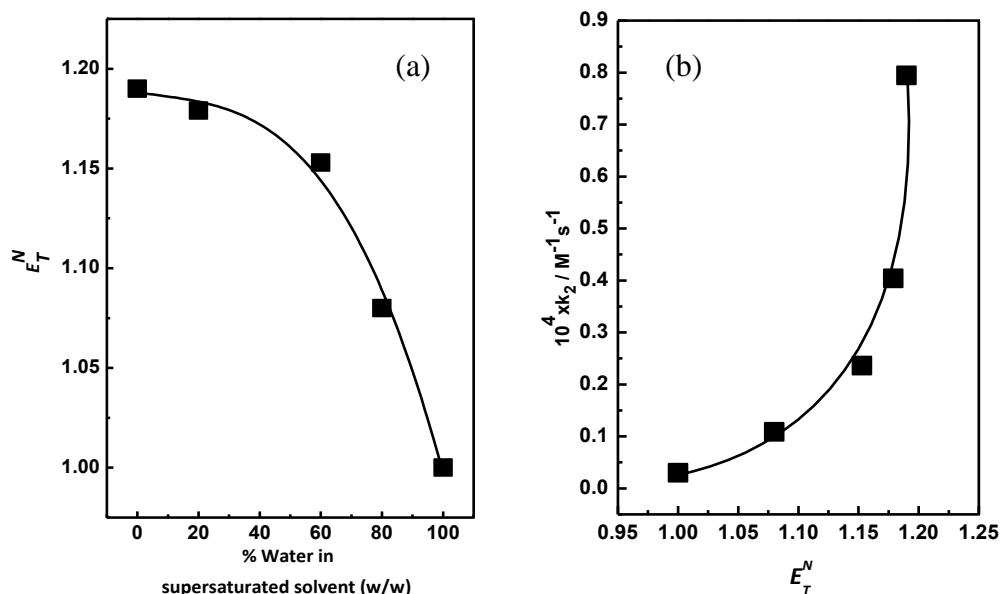 (a)
1.20
1.15
1.10
1.05
1.00
E_T^N
0 20 40 60 80 100
% Water in
supersaturated solvent (w/w)
(b)
0.9
0.8
0.7
0.6
0.5
0.4
0.3
0.2
0.1
0.0
10^4 xk_2 / M^-1 s^-1
0.95 1.00 1.05 1.10 1.15 1.20 1.25
E_T^N